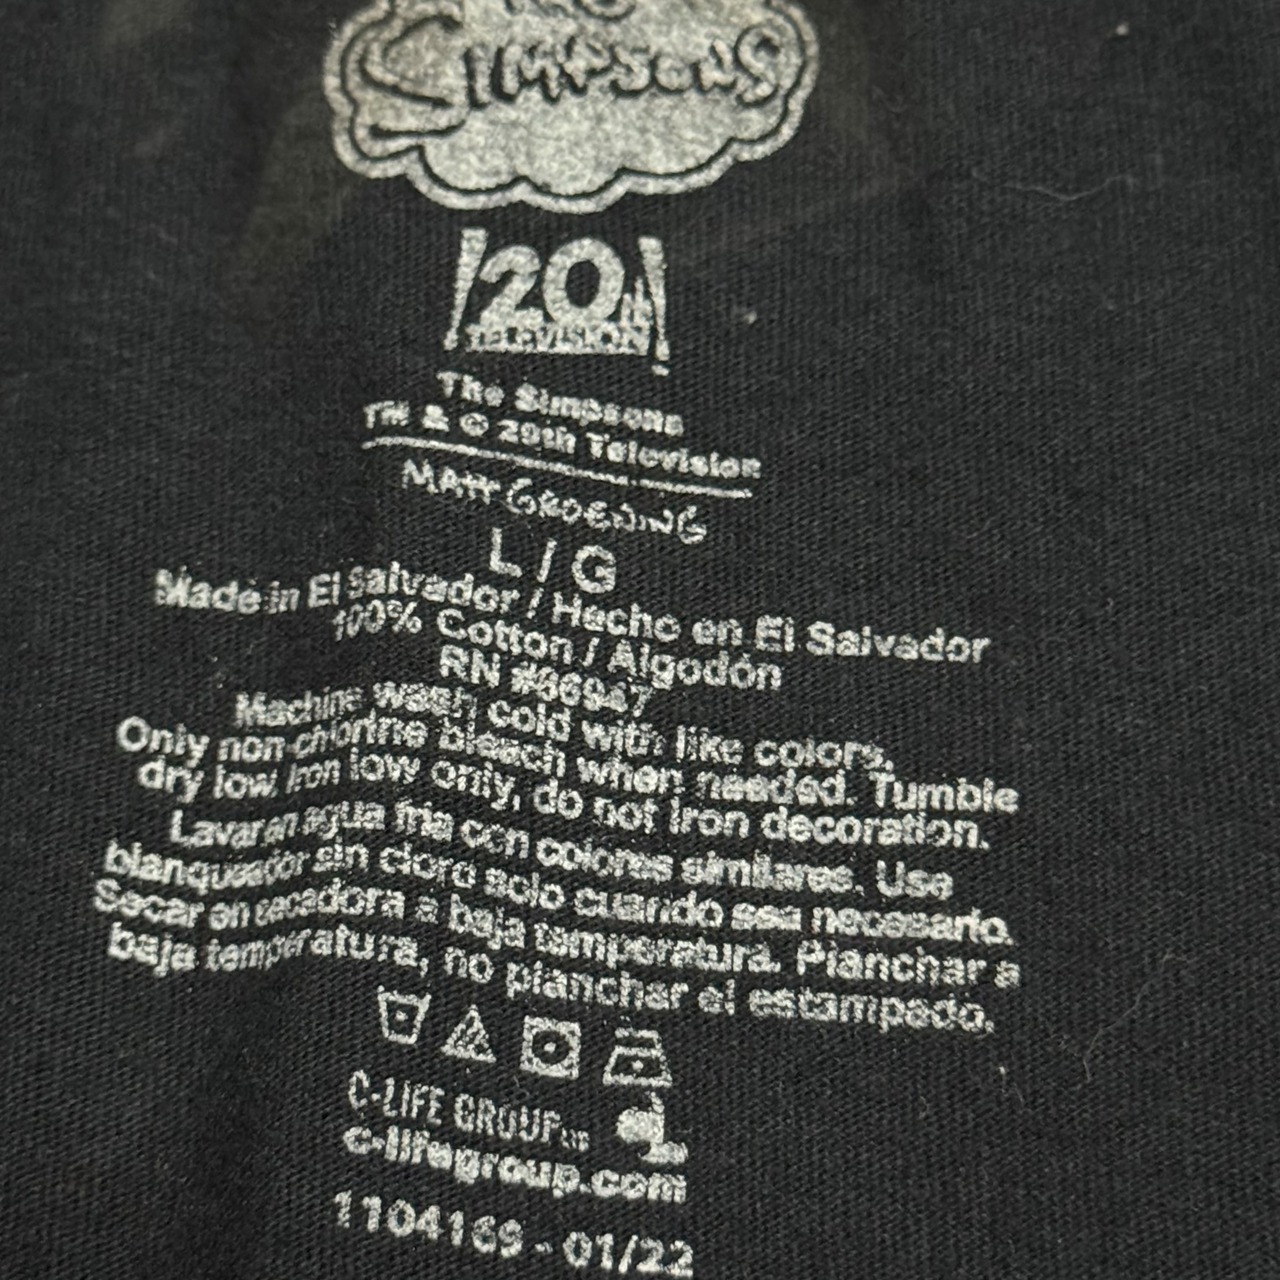 THE
SIMPSONS
20th
TELEVISION
The Simpsons
TM & © 20th Television
MATT GROENING
L / G
Made in El Salvador / Hecho en El Salvador
100% Cotton / Algodón
RN #66947
Machine wash cold with like colors.
Only non-chlorine bleach when needed. Tumble
dry low, Iron low only, do not Iron decoration.
Lavar en agua fria con colores similares. Use
blanqueador sin cloro solo cuando sea necesario.
Secar en secadora a baja temperatura. Planchar a
baja temperatura, no planchar el estampado.
C-LIFE GROUP LTD
c-lifegroup.com
1104169 - 01/22